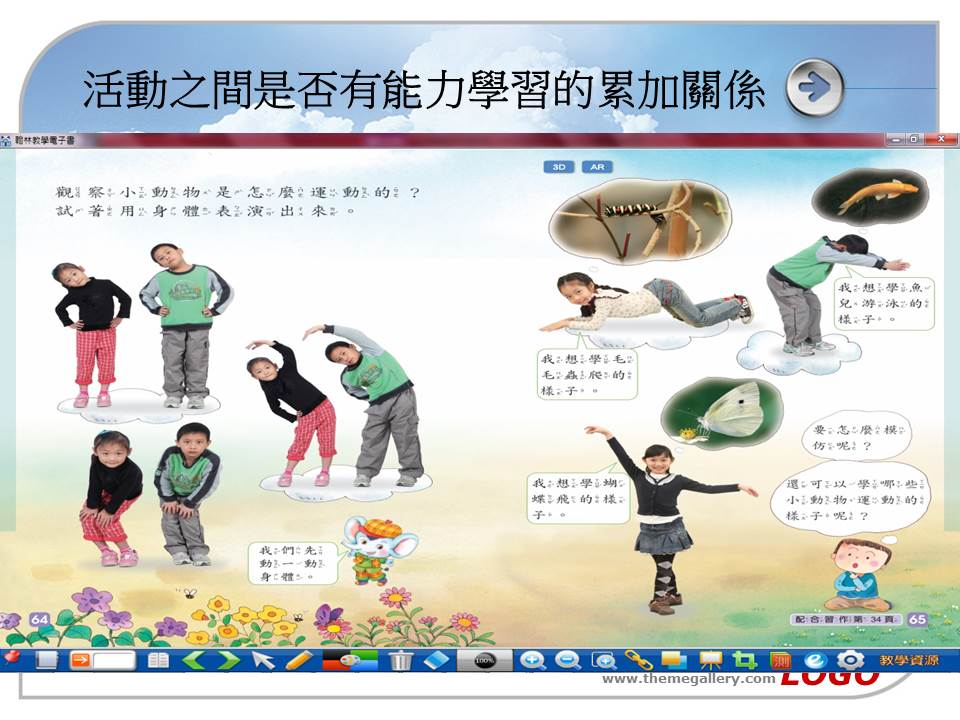 活動之間是否有能力學習的累加關係
翰林教學電子書
觀察小動物是怎麼運動的？
試著用身體表演出來。
3D
AR
我想學魚
兒游泳的
樣子。
我想學毛
毛蟲爬的
樣子。
要怎麼模
仿呢？
我想學蝴
蝶飛的樣
子。
還可以學哪些
小動物運動的
樣子呢？
我們先
動一動
身體。
64
配合習作第34頁。 65
100%
測
教學資源
www.themegallery.com
LOGO